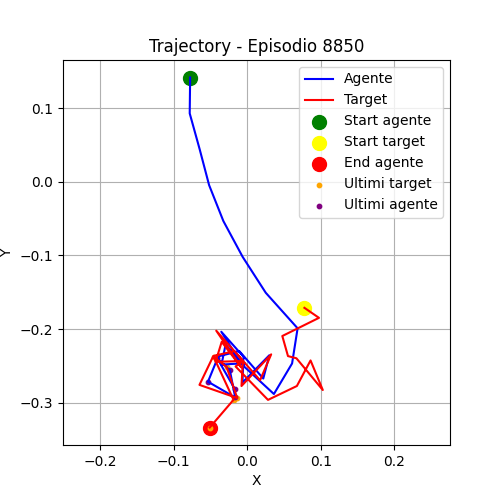 Trajectory - Episodio 8850
Agente
Target
Start agente
Start target
End agente
Ultimi target
Ultimi agente
0.1
0.0
−0.1
−0.2
−0.3
Y
−0.2
−0.1
0.0
0.1
0.2
X